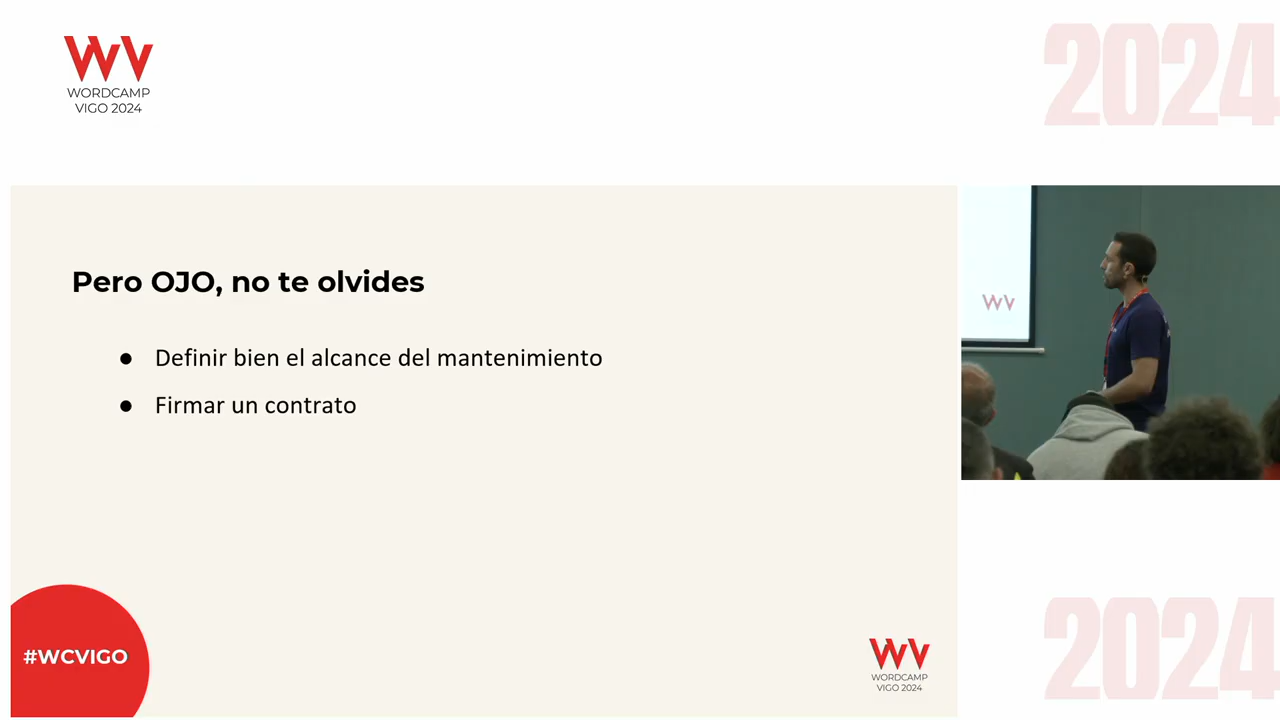 WORDCAMP
VIGO 2024
2024
Pero OJO, no te olvides
● Definir bien el alcance del mantenimiento
● Firmar un contrato
#WCVIGO
WORDCAMP
VIGO 2024
2024